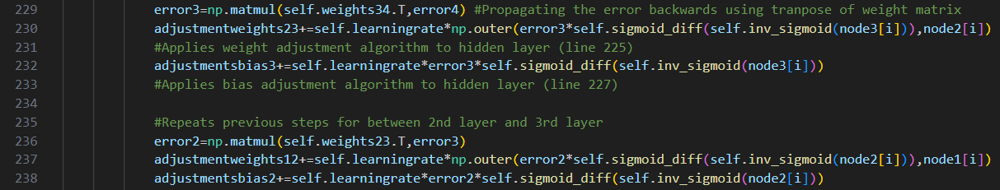 229 error3=np.matmul(self.weights34.T,error4) #Propagating the error backwards using tranpose of weight matrix
230 adjustmentweights23+=self.learningrate*np.outer(error3*self.sigmoid_diff(self.inv_sigmoid(node3[i])),node2[i])
231 #Applies weight adjustment algorithm to hidden layer (line 225)
232 adjustmentsbias3+=self.learningrate*error3*self.sigmoid_diff(self.inv_sigmoid(node3[i]))
233 #Applies bias adjustment algorithm to hidden layer (line 227)
234
235 #Repeats previous steps for between 2nd layer and 3rd layer
236 error2=np.matmul(self.weights23.T,error3)
237 adjustmentweights12+=self.learningrate*np.outer(error2*self.sigmoid_diff(self.inv_sigmoid(node2[i])),node1[i])
238 adjustmentsbias2+=self.learningrate*error2*self.sigmoid_diff(self.inv_sigmoid(node2[i]))